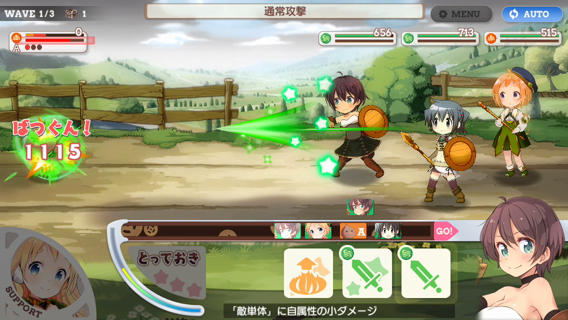 WAVE 1/3
1
通常攻撃
MENU
AUTO
0
A
656
713
515
ばつぐん!
1115
A
GO!
とっておき
SUPPORT
「敵単体」に自属性の小ダメージ